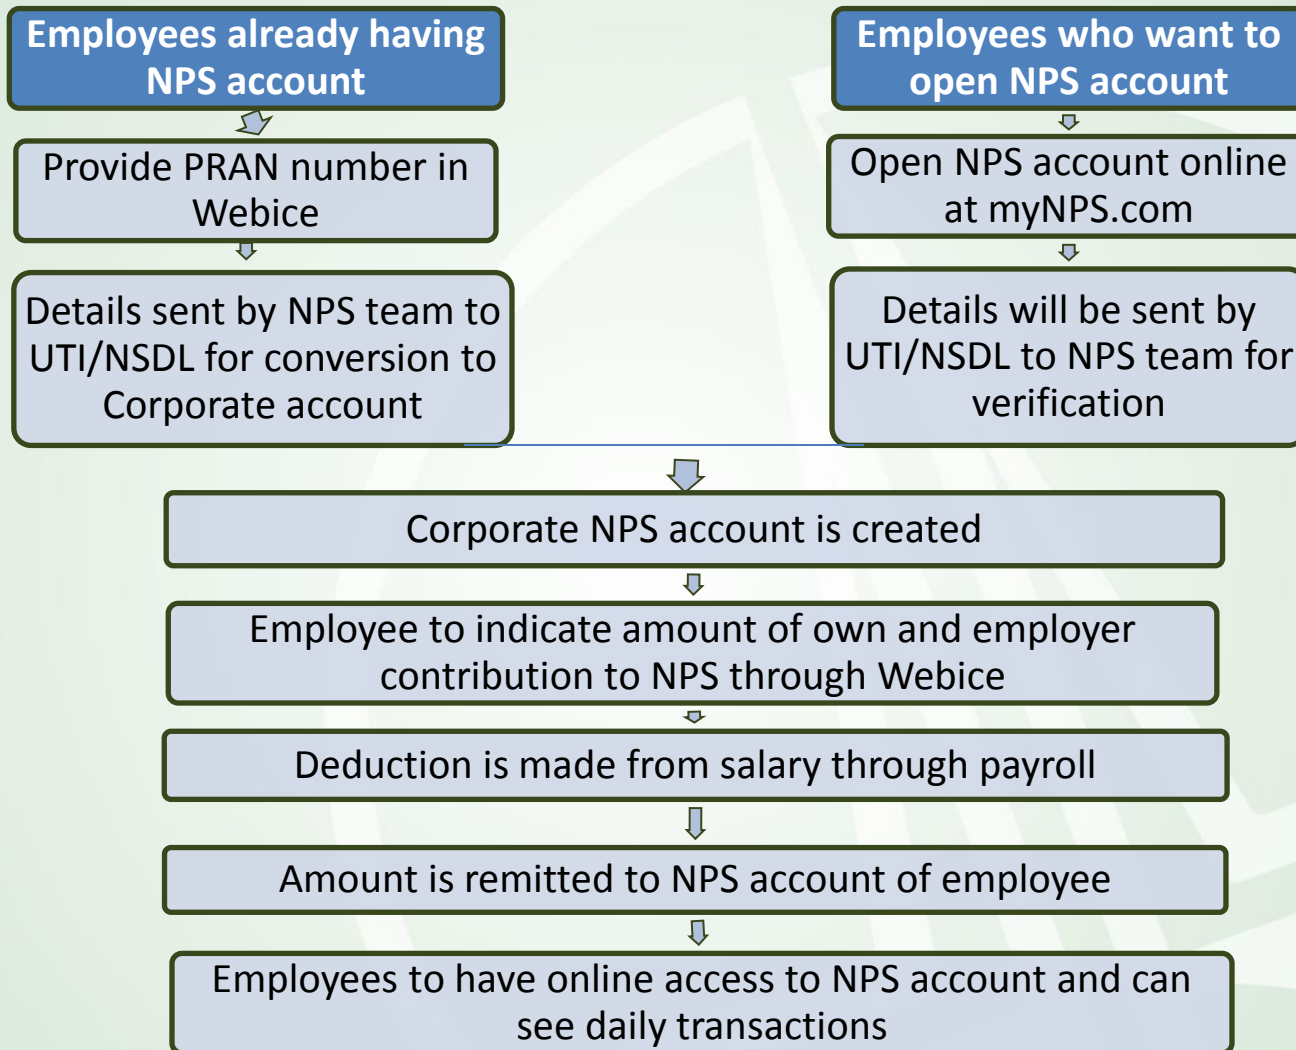 Employees already having
NPS account
Provide PRAN number in
Webice
Details sent by NPS team to
UTI/NSDL for conversion to
Corporate account
Employees who want to
open NPS account
Open NPS account online
at myNPS.com
Details will be sent by
UTI/NSDL to NPS team for
verification
Corporate NPS account is created
Employee to indicate amount of own and employer
contribution to NPS through Webice
Deduction is made from salary through payroll
Amount is remitted to NPS account of employee
Employees to have online access to NPS account and can
see daily transactions